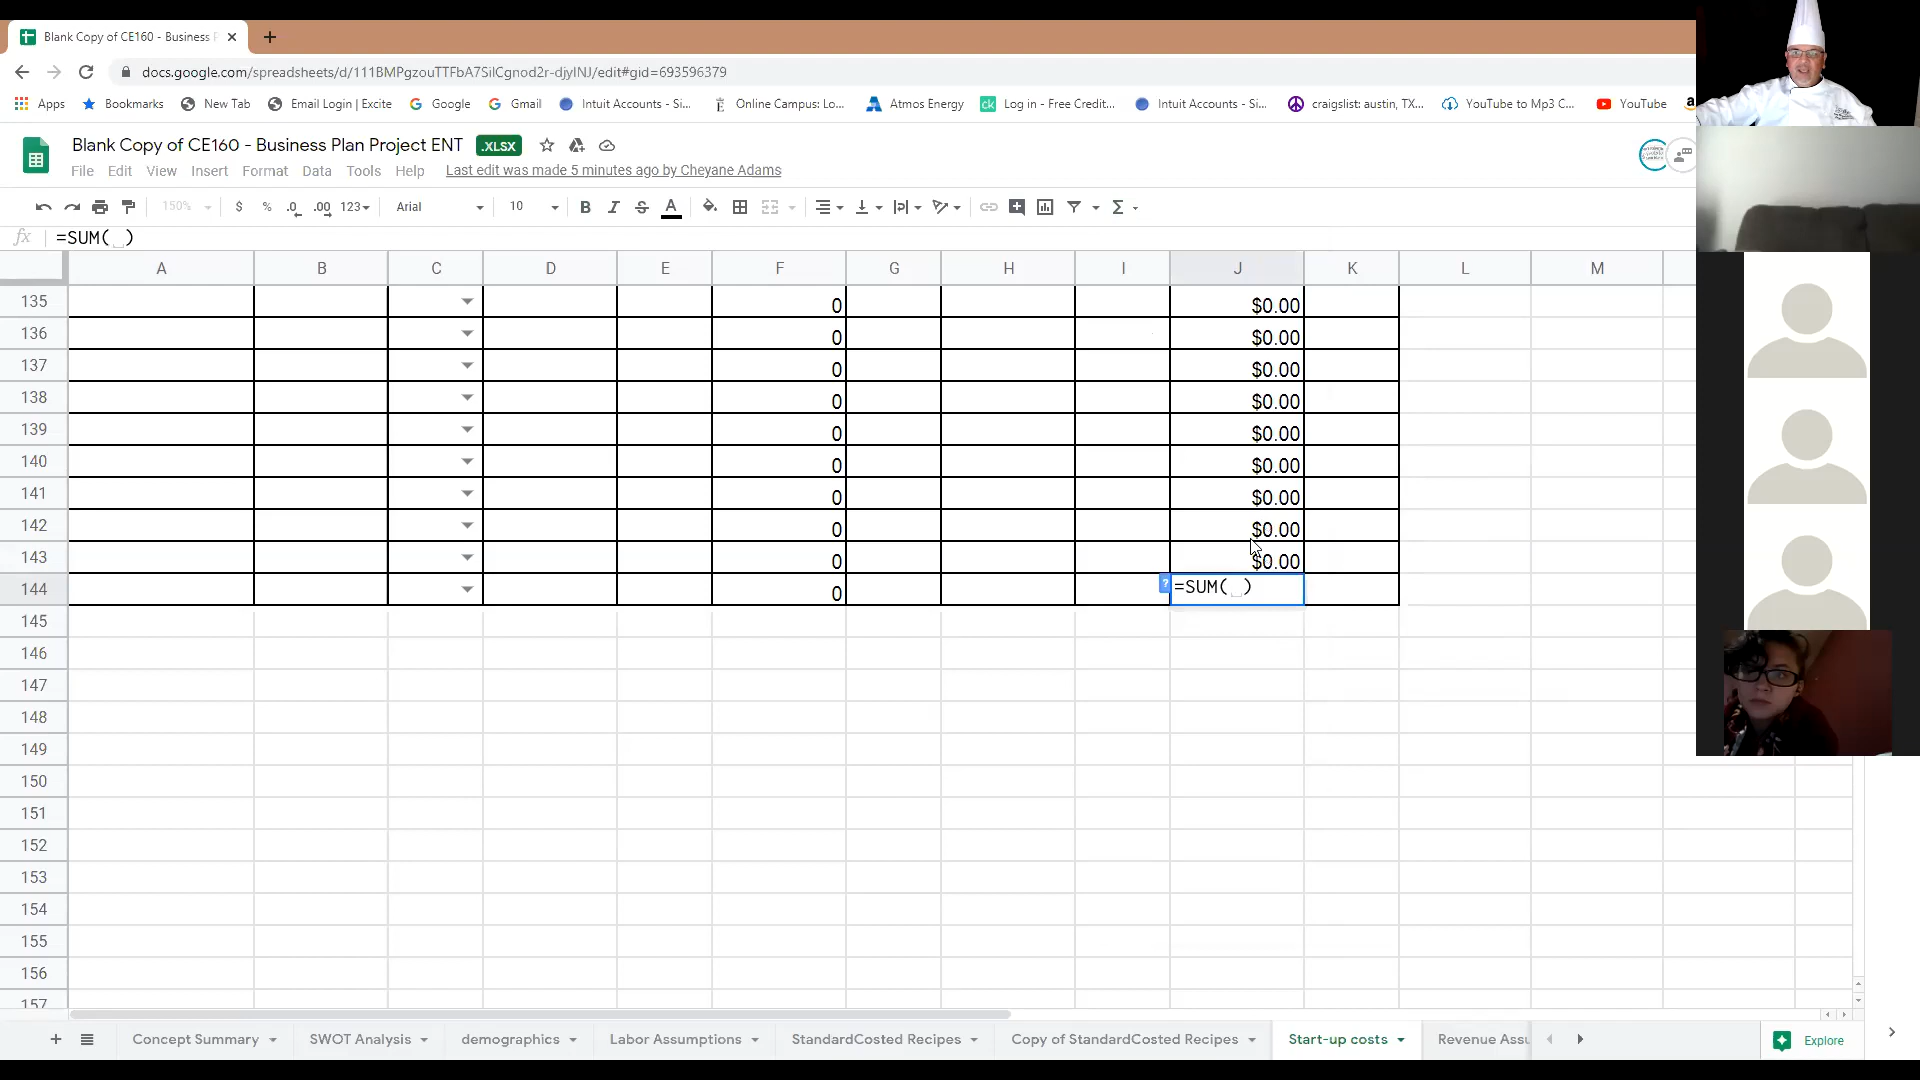 Blank Copy of CE160 - Business P
docs.google.com/spreadsheets/d/111BMPgzouTTFbA7SilCgnod2r-djyINJ/edit#gid=693596379
Apps Bookmarks New Tab Email Login | Excite Google Gmail Intuit Accounts - Si... Online Campus: Lo... Atmos Energy ck Log in - Free Credit... Intuit Accounts - Si... craigslist: austin, TX... YouTube to Mp3 C... YouTube a
Blank Copy of CE160 - Business Plan Project ENT .XLSX
File Edit View Insert Format Data Tools Help Last edit was made 5 minutes ago by Cheyane Adams
150% $ % .0 .00 123 Arial 10 B I S A Σ
fx =SUM( )
A B C D E F G H I J K L M
135 0 $0.00
136 0 $0.00
137 0 $0.00
138 0 $0.00
139 0 $0.00
140 0 $0.00
141 0 $0.00
142 0 $0.00
143 0 $0.00
144 0 ? =SUM( )
145
146
147
148
149
150
151
152
153
154
155
156
157
Concept Summary SWOT Analysis demographics Labor Assumptions StandardCosted Recipes Copy of StandardCosted Recipes Start-up costs Revenue Assu Explore